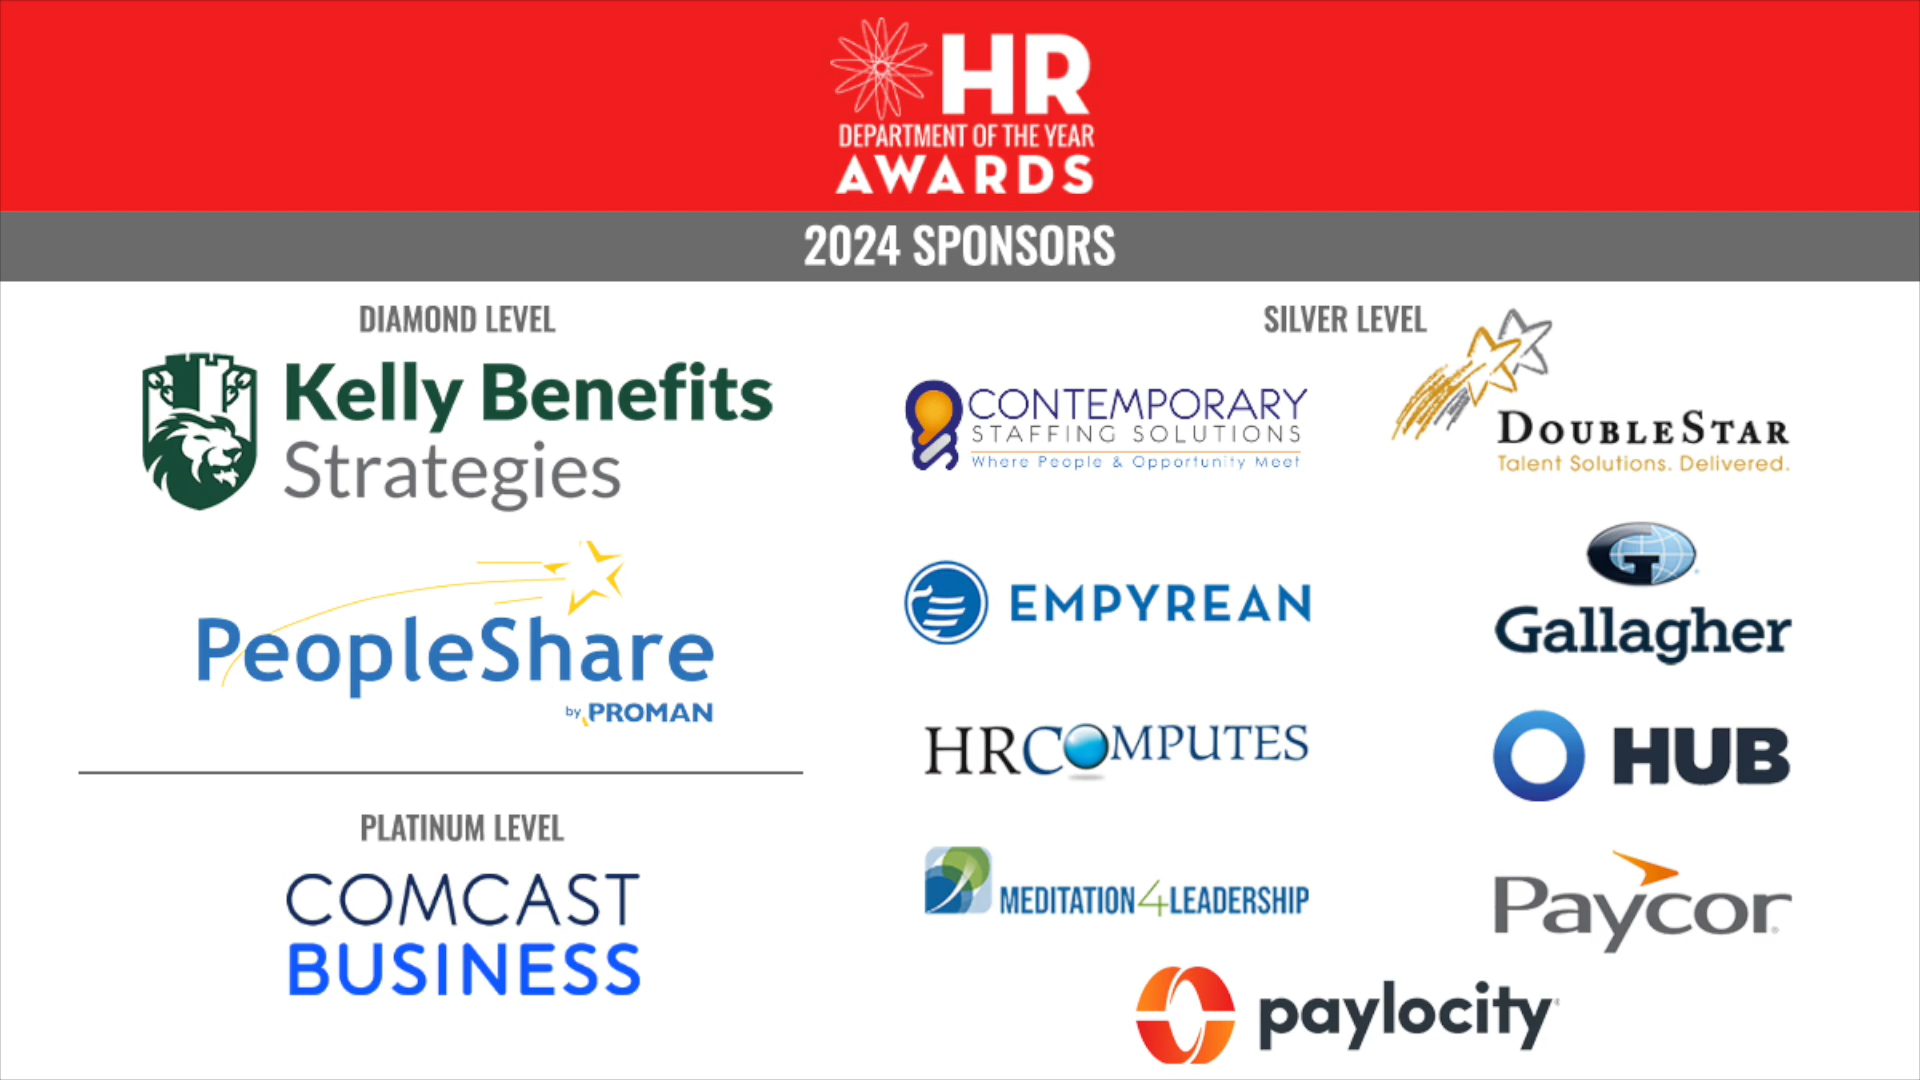 HR
DEPARTMENT OF THE YEAR
AWARDS
2024 SPONSORS
DIAMOND LEVEL
Kelly Benefits
Strategies
PeopleShare
by PROMAN
PLATINUM LEVEL
COMCAST
BUSINESS
SILVER LEVEL
CONTEMPORARY
STAFFING SOLUTIONS
Where People & Opportunity Meet
DOUBLESTAR
Talent Solutions. Delivered.
EMPYREAN
G
Gallagher
HRCOMPUTES
HUB
MEDITATION4LEADERSHIP
Paycor
paylocity